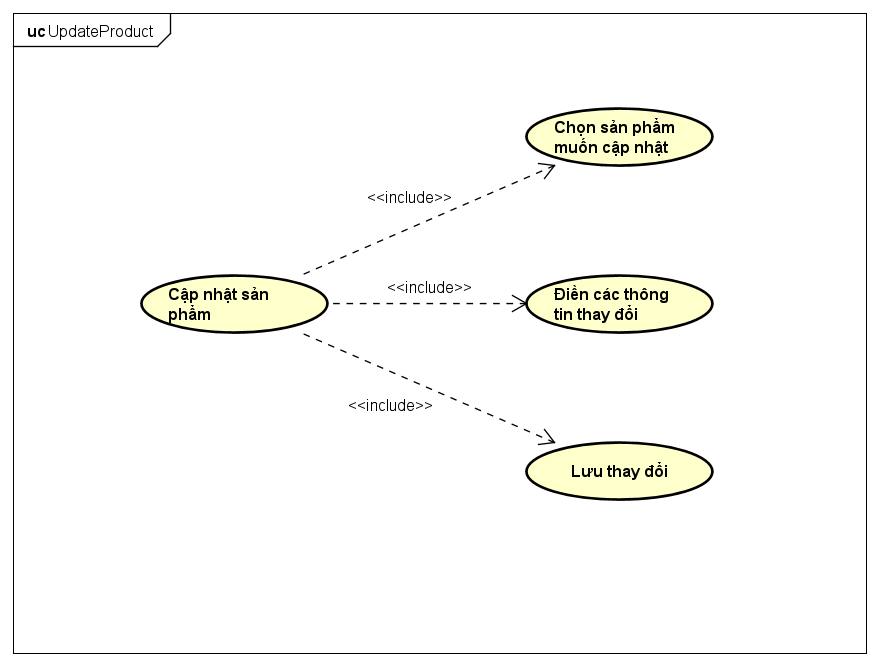 uc UpdateProduct
Chọn sản phẩm
muốn cập nhật
<<include>>
<<include>>
Cập nhật sản
phẩm
Điền các thông
tin thay đổi
<<include>>
Lưu thay đổi